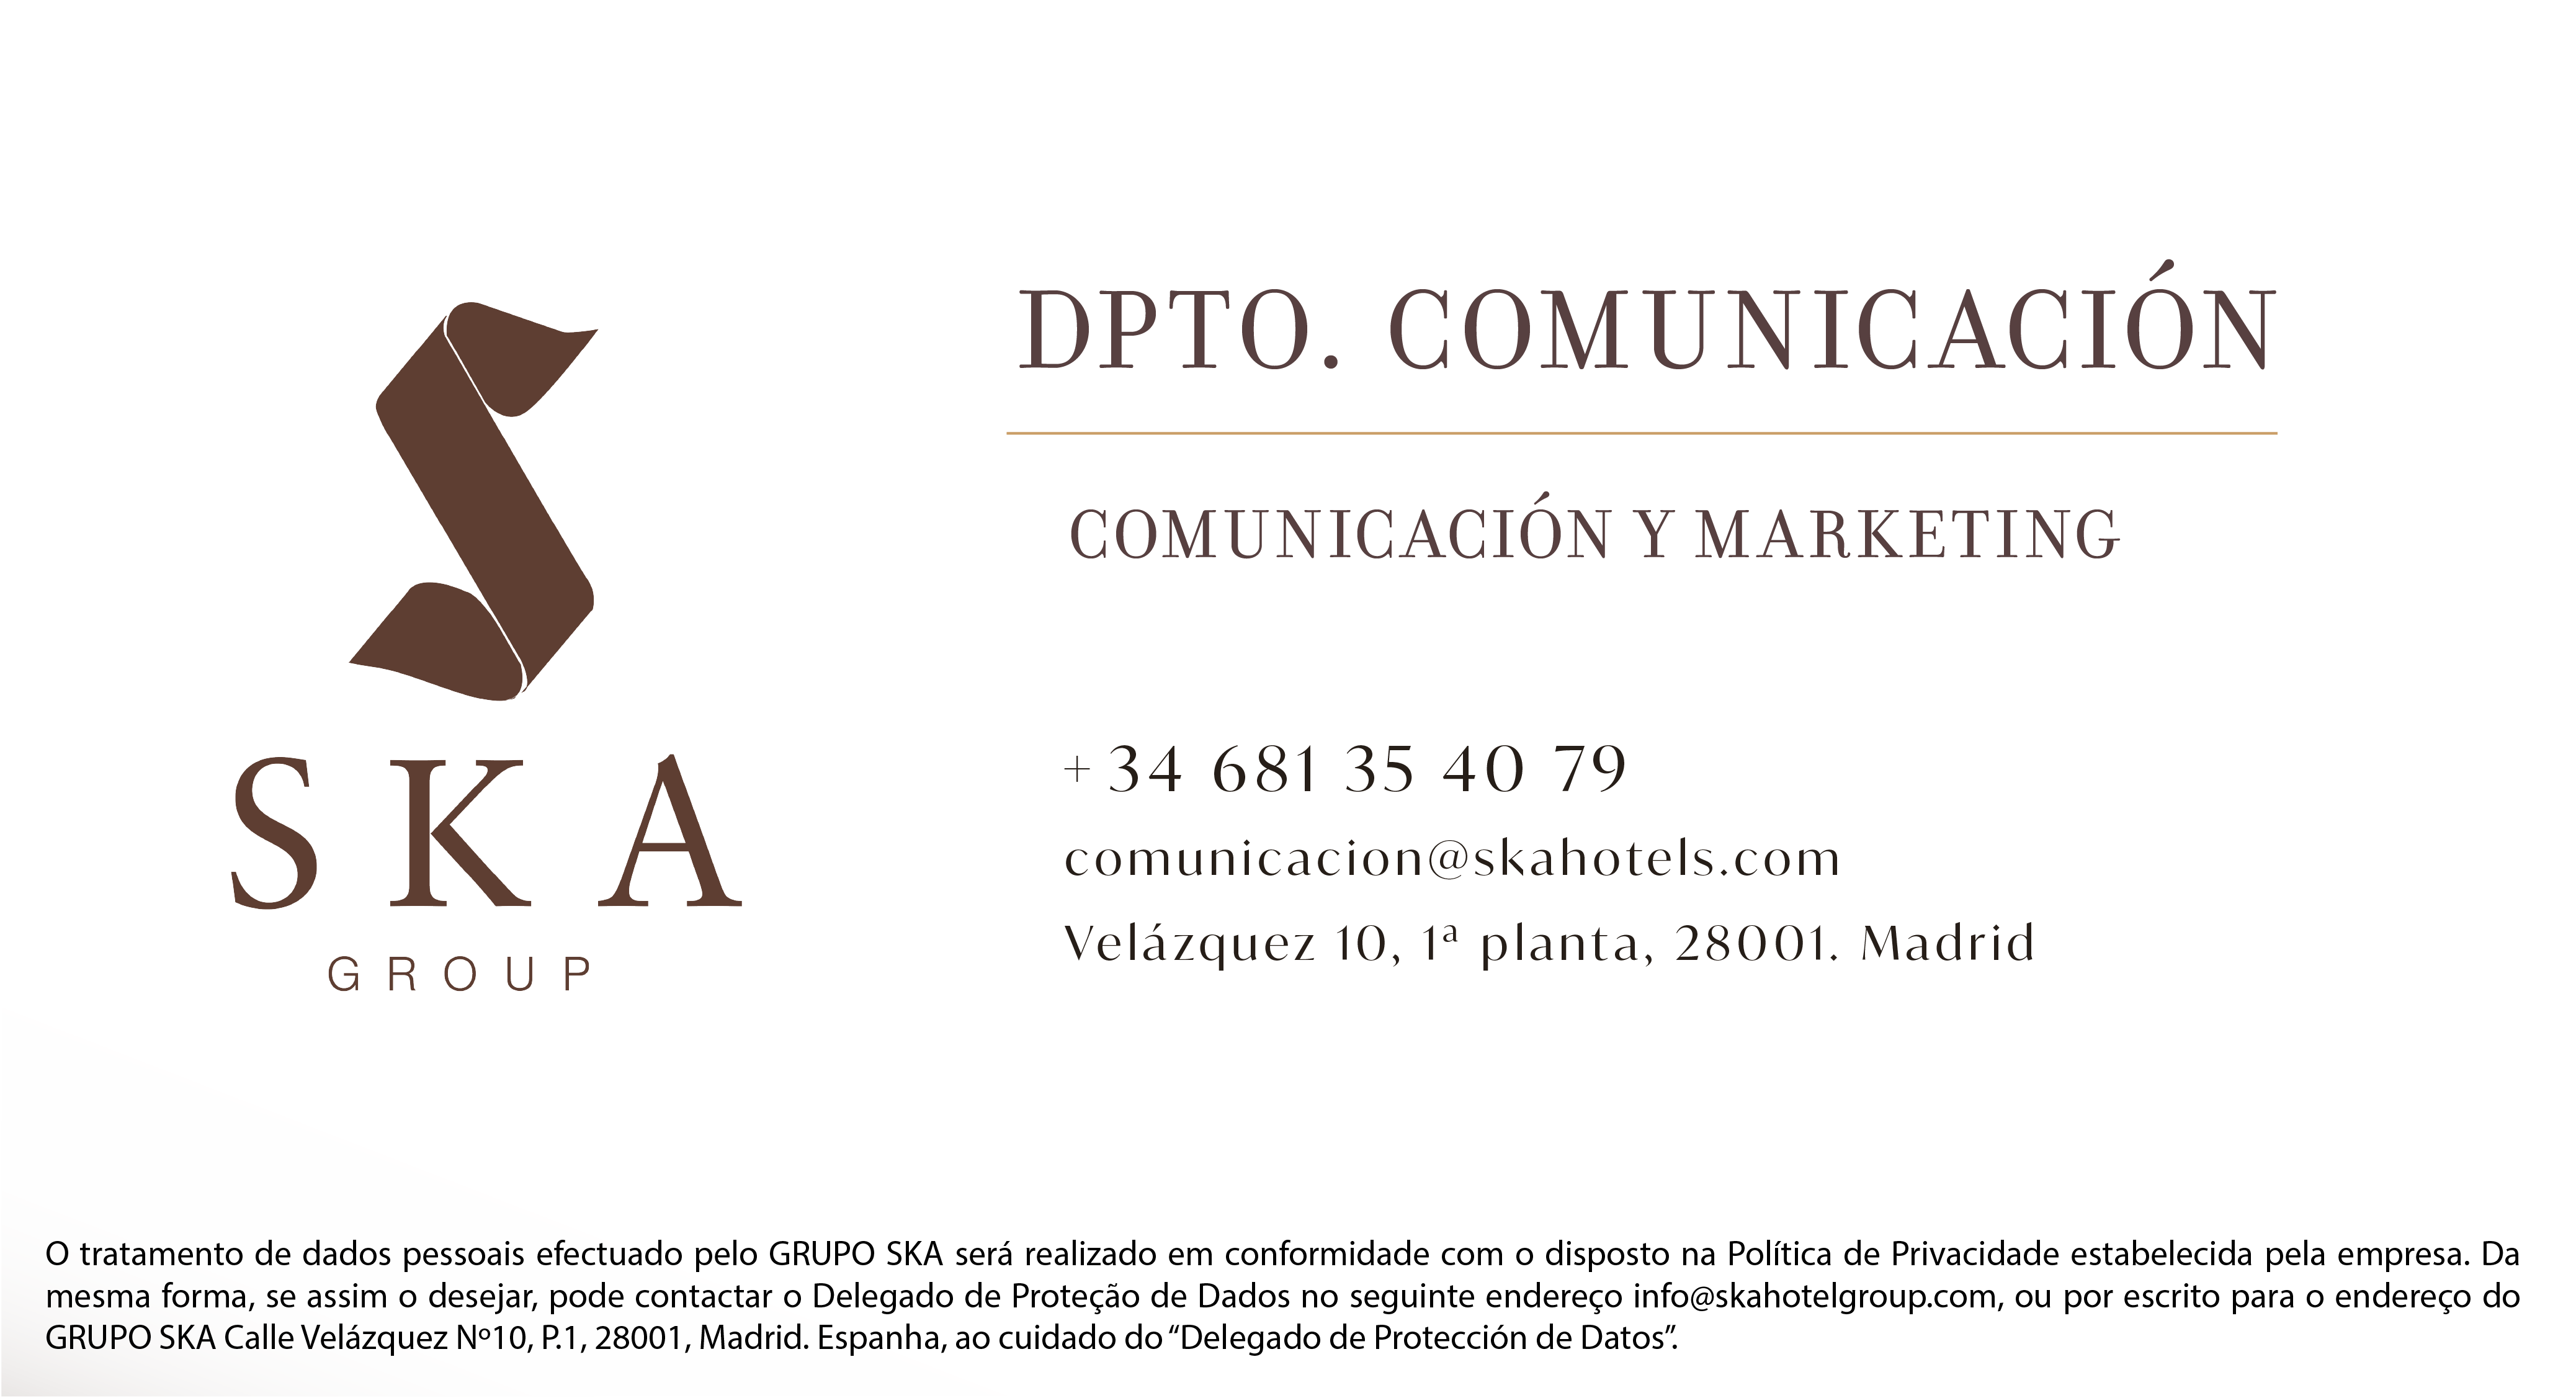 SKA
GROUP
DPTO. COMUNICACIÓN
COMUNICACIÓN Y MARKETING
+ 34 681 35 40 79
comunicacion@skahotels.com
Velázquez 10, 1ª planta, 28001. Madrid
O tratamento de dados pessoais efectuado pelo GRUPO SKA será realizado em conformidade com o disposto na Política de Privacidade estabelecida pela empresa. Da
mesma forma, se assim o desejar, pode contactar o Delegado de Proteção de Dados no seguinte endereço info@skahotelgroup.com, ou por escrito para o endereço do
GRUPO SKA Calle Velázquez Nº10, P.1, 28001, Madrid. Espanha, ao cuidado do “Delegado de Protección de Datos”.